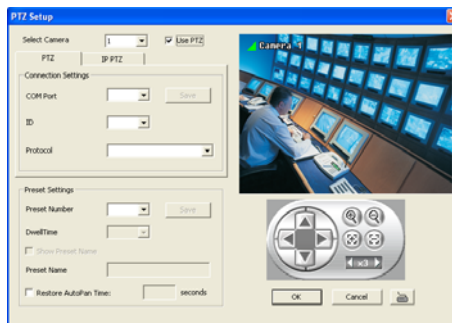 PTZ Setup
Select Camera 1 Use PTZ
PTZ IP PTZ
Connection Settings
COM Port Save
ID
Protocol
Preset Settings
Preset Number Save
DwellTime
Show Preset Name
Preset Name
Restore AutoPan Time: seconds
Camera 1
x3
OK Cancel